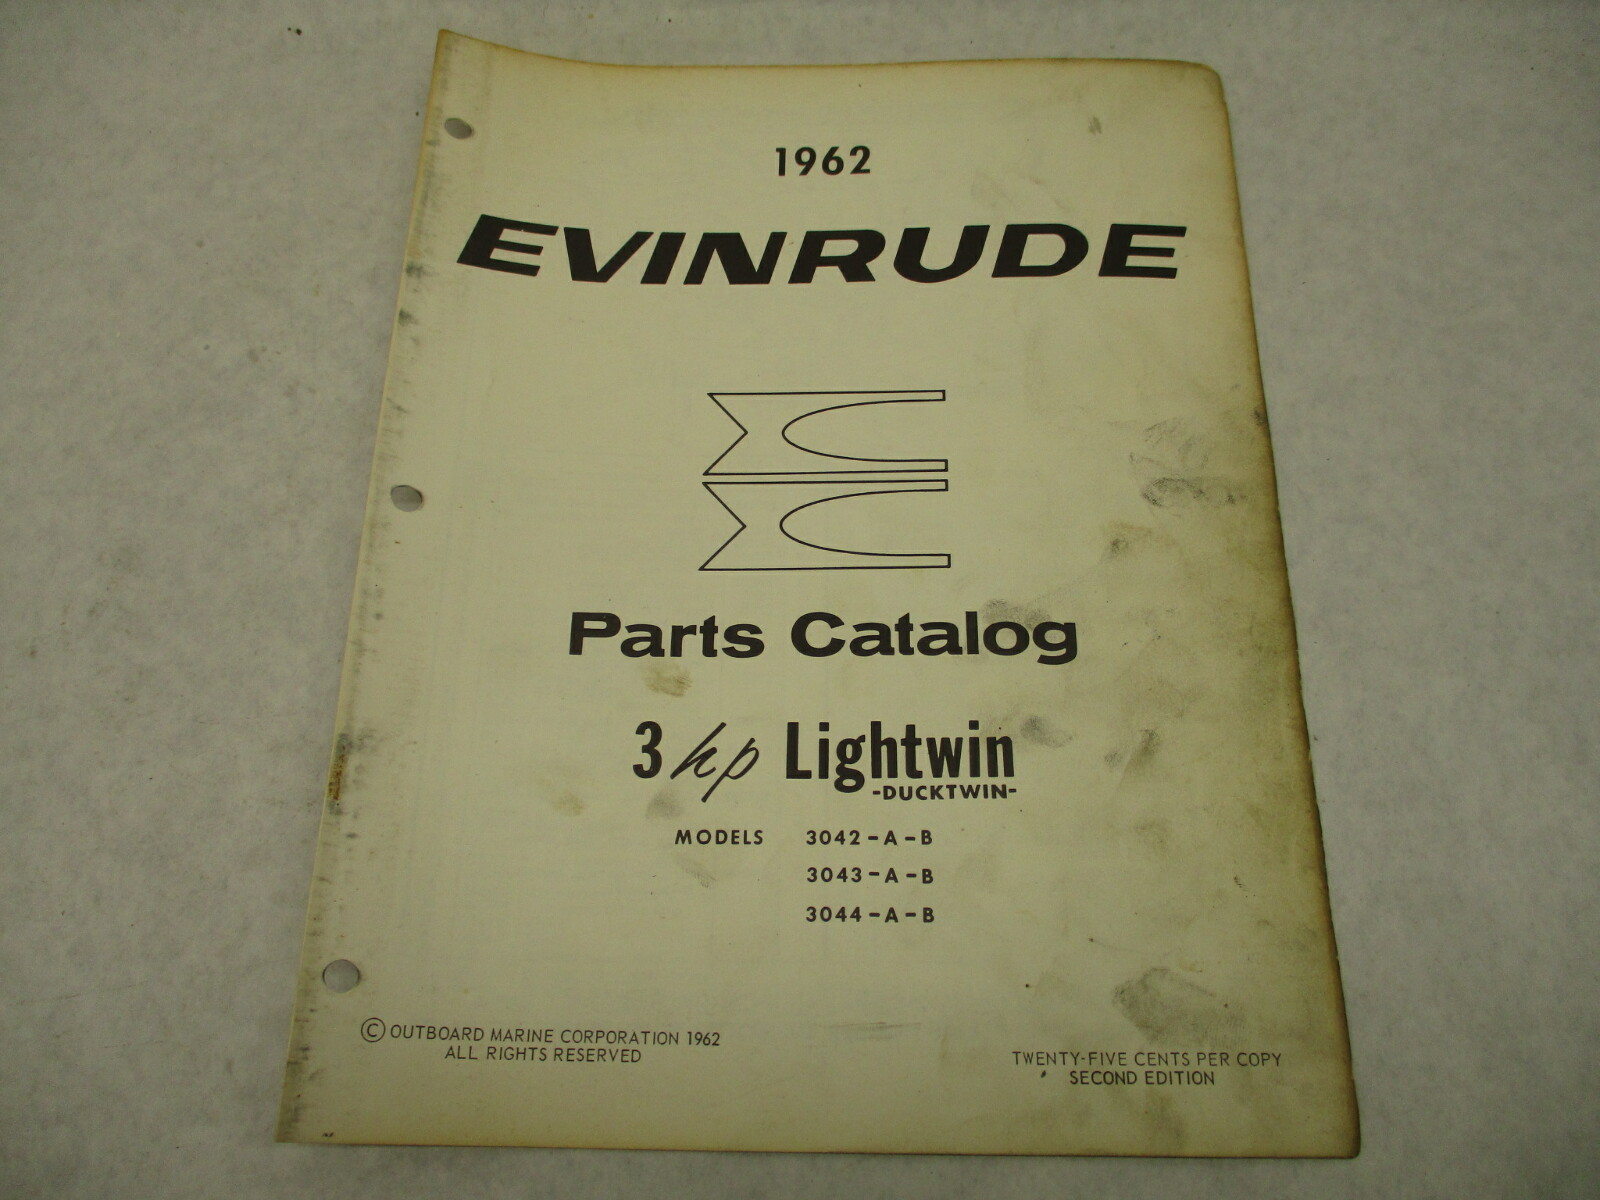 1962
EVINRUDE
Parts Catalog
3 hp Lightwin
-DUCKTWIN-
MODELS 3042-A-B
3043-A-B
3044-A-B
© OUTBOARD MARINE CORPORATION 1962
ALL RIGHTS RESERVED
TWENTY-FIVE CENTS PER COPY
SECOND EDITION